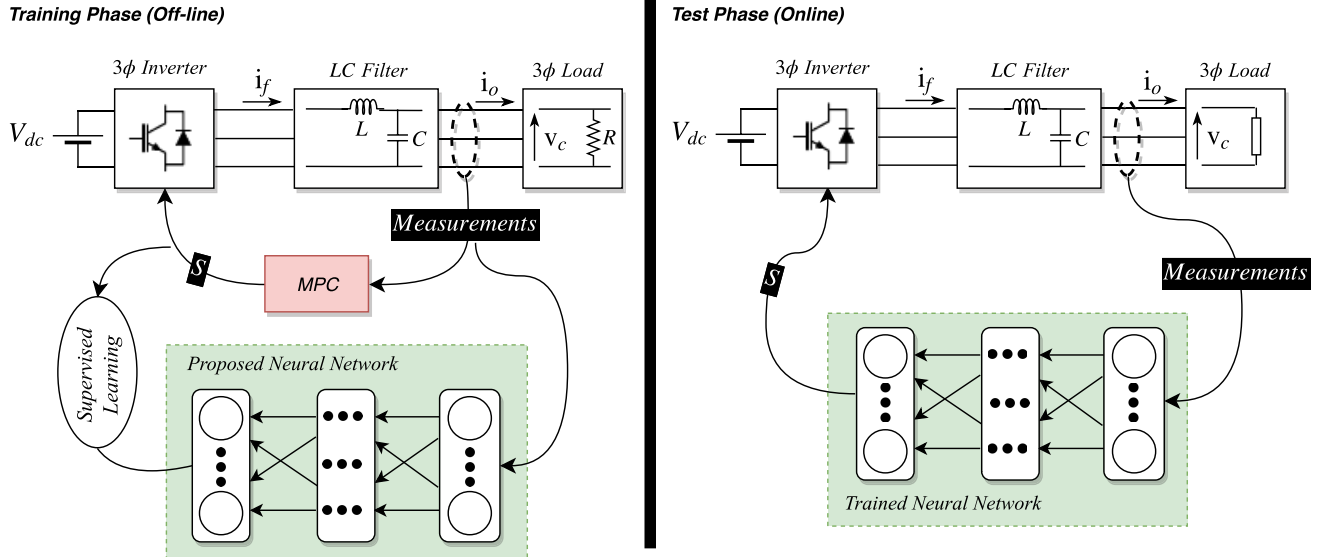 Training Phase (Off-line)
3ϕ Inverter
i_f
LC Filter
i_o
3ϕ Load
V_dc
L
C
v_c
R
Measurements
S
MPC
Supervised
Learning
Proposed Neural Network
Test Phase (Online)
3ϕ Inverter
i_f
LC Filter
i_o
3ϕ Load
V_dc
L
C
v_c
Measurements
S
Trained Neural Network